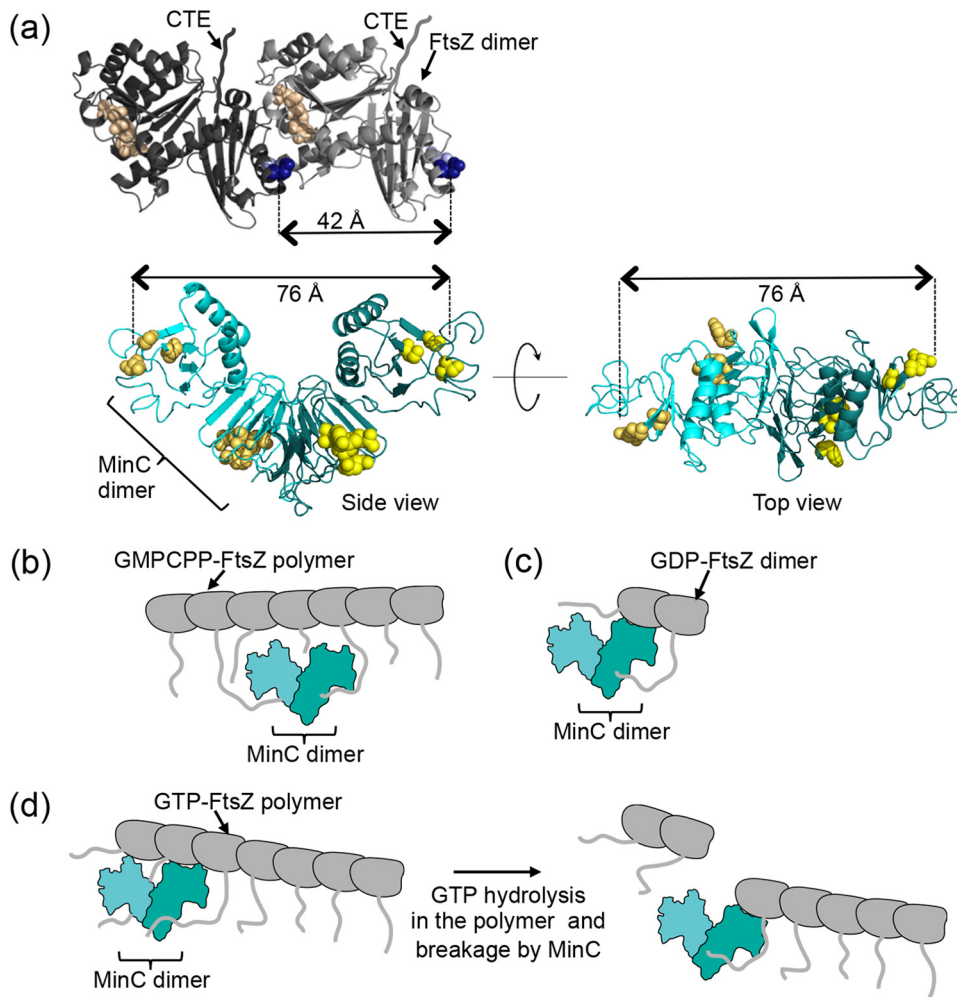 (a)
CTE
CTE
FtsZ dimer
42 Å
76 Å
76 Å
MinC
dimer
Side view
Top view
(b)
GMPCPP-FtsZ polymer
MinC dimer
(c)
GDP-FtsZ dimer
MinC dimer
(d)
GTP-FtsZ polymer
MinC dimer
GTP hydrolysis
in the polymer and
breakage by MinC